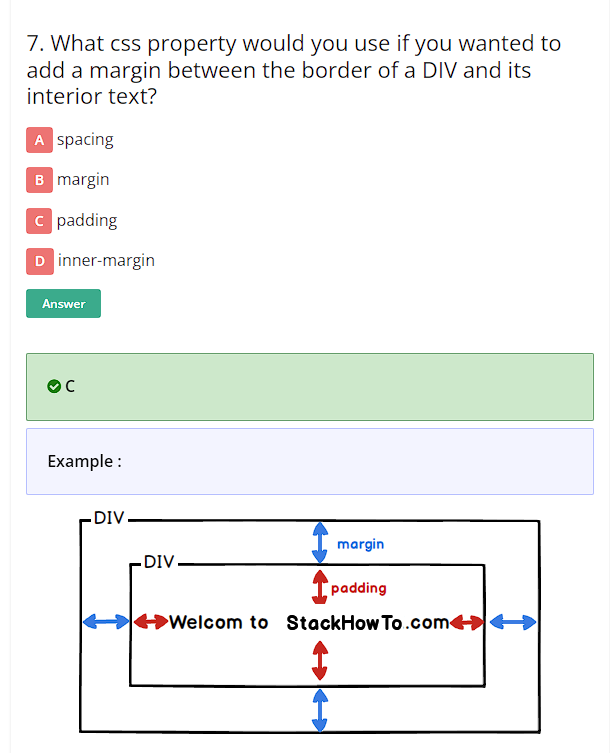 7. What css property would you use if you wanted to
add a margin between the border of a DIV and its
interior text?
A spacing
B margin
C padding
D inner-margin
Answer
C
Example :
DIV
margin
DIV
padding
Welcom to StackHowTo.com